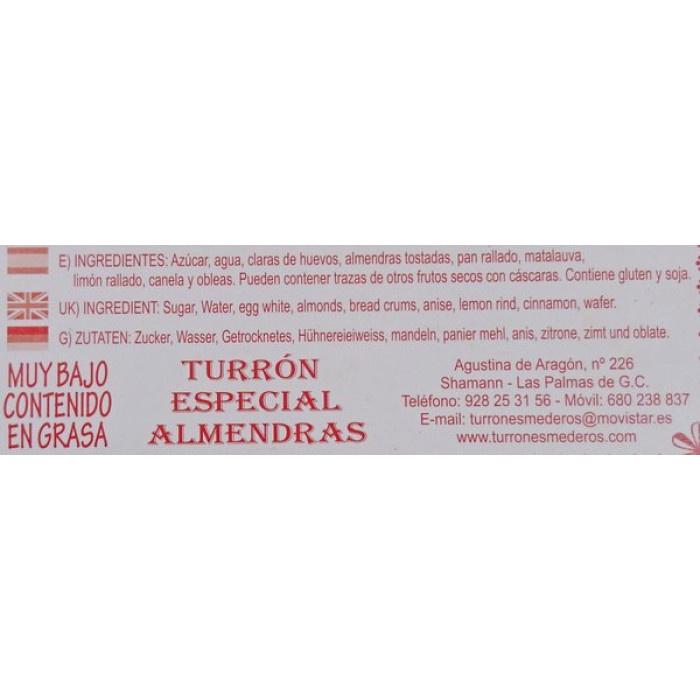 E) INGREDIENTES: Azúcar, agua, claras de huevos, almendras tostadas, pan rallado, matalauva,
limón rallado, canela y obleas. Pueden contener trazas de otros frutos secos con cáscaras. Contiene gluten y soja.
UK) INGREDIENT: Sugar, Water, egg white, almonds, bread crums, anise, lemon rind, cinnamon, wafer.
G) ZUTATEN: Zucker, Wasser, Getrocknetes, Hühnereieiweiss, mandeln, panier mehl, anis, zitrone, zimt und oblate.
MUY BAJO
CONTENIDO
EN GRASA
TURRÓN
ESPECIAL
ALMENDRAS
Agustina de Aragón, nº 226
Shamann - Las Palmas de G.C.
Teléfono: 928 25 31 56 - Móvil: 680 238 837
E-mail: turronesmederos@movistar.es
www.turronesmederos.com